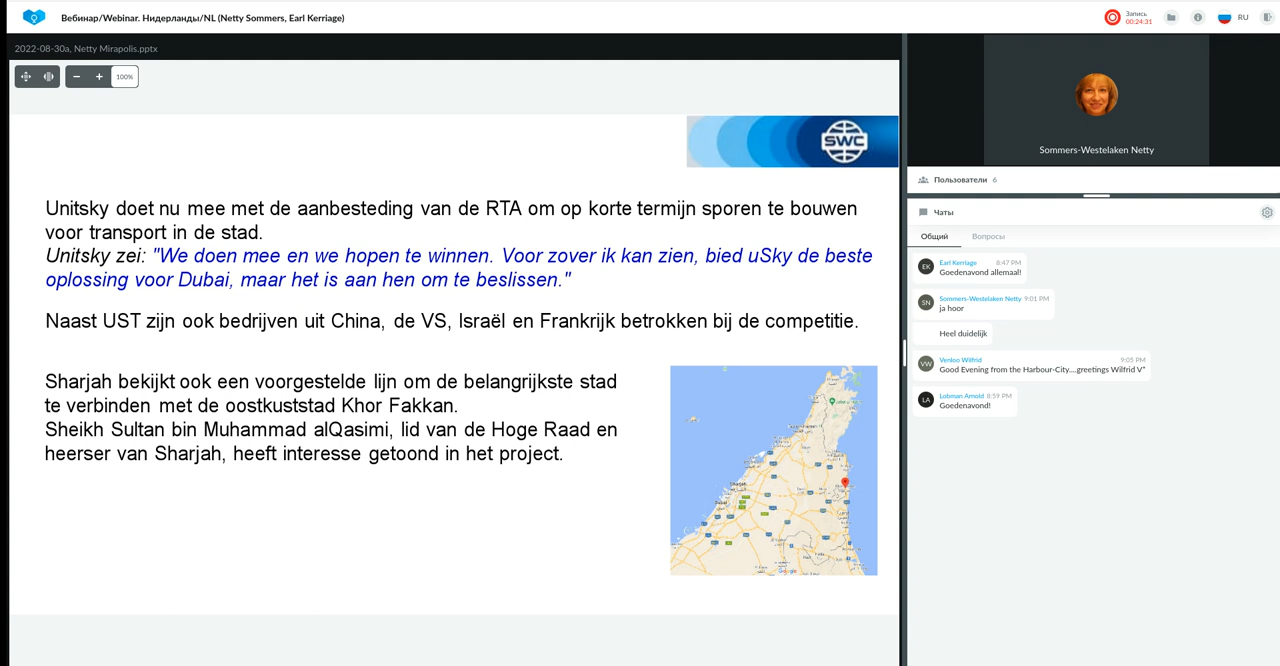 Вебинар/Webinar. Нидерланды/NL (Netty Sommers, Earl Kerriage)
Запись
00:24:31
RU
2022-08-30a, Netty Mirapolis.pptx
100%
SWC
Unitsky doet nu mee met de aanbesteding van de RTA om op korte termijn sporen te bouwen
voor transport in de stad.
Unitsky zei: "We doen mee en we hopen te winnen. Voor zover ik kan zien, bied uSky de beste
oplossing voor Dubai, maar het is aan hen om te beslissen."
Naast UST zijn ook bedrijven uit China, de VS, Israël en Frankrijk betrokken bij de competitie.
Sharjah bekijkt ook een voorgestelde lijn om de belangrijkste stad
te verbinden met de oostkuststad Khor Fakkan.
Sheikh Sultan bin Muhammad alQasimi, lid van de Hoge Raad en
heerser van Sharjah, heeft interesse getoond in het project.
Sommers-Westelaken Netty
Пользователи 6
Чаты
Общий Вопросы
EK Earl Kerriage 8:47 PM
Goedenavond allemaal!
SN Sommers-Westelaken Netty 9:01 PM
ja hoor
Heel duidelijk
VW Venloo Wilfrid 9:05 PM
Good Evening from the Harbour-City....greetings Wilfrid V"
LA Lobman Arnold 8:59 PM
Goedenavond!